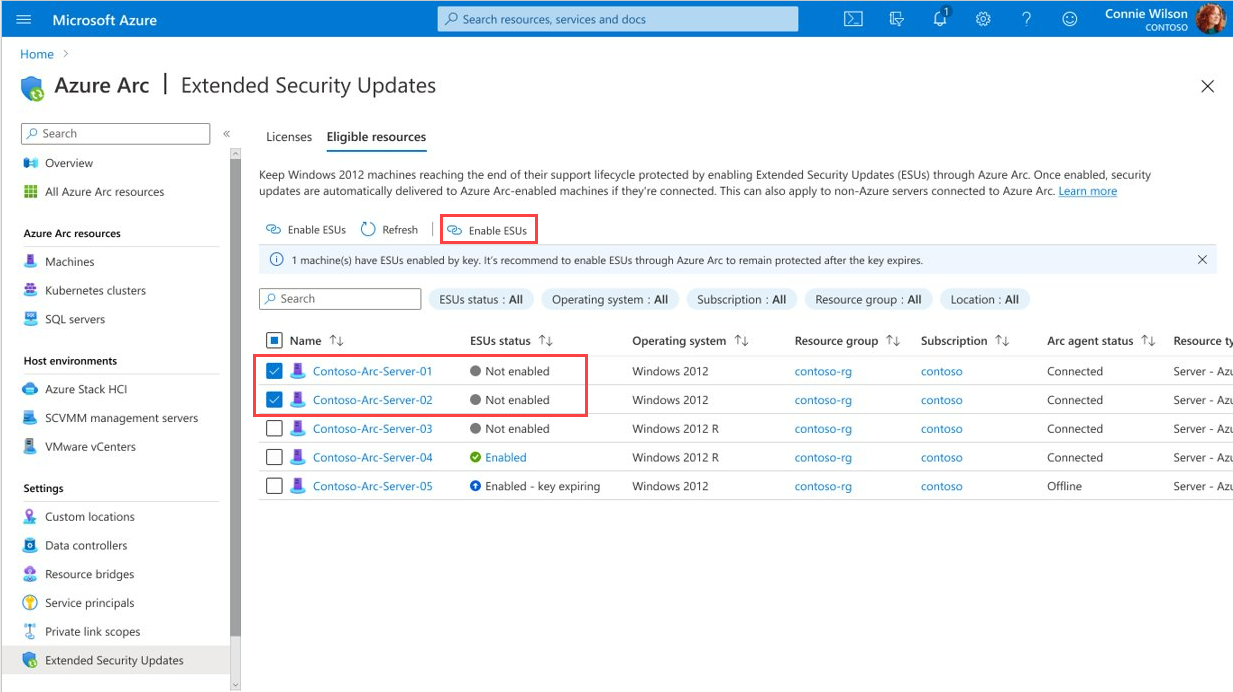 Microsoft Azure
Search resources, services and docs
1
Connie Wilson
CONTOSO
Home
Azure Arc | Extended Security Updates
Search
«
Overview
All Azure Arc resources
Azure Arc resources
Machines
Kubernetes clusters
SQL servers
Host environments
Azure Stack HCI
SCVMM management servers
VMware vCenters
Settings
Custom locations
Data controllers
Resource bridges
Service principals
Private link scopes
Extended Security Updates
Licenses Eligible resources
Keep Windows 2012 machines reaching the end of their support lifecycle protected by enabling Extended Security Updates (ESUs) through Azure Arc. Once enabled, security
updates are automatically delivered to Azure Arc-enabled machines if they're connected. This can also apply to non-Azure servers connected to Azure Arc. Learn more
Enable ESUs Refresh | Enable ESUs
1 machine(s) have ESUs enabled by key. It's recommend to enable ESUs through Azure Arc to remain protected after the key expires.
Search ESUs status : All Operating system : All Subscription : All Resource group : All Location : All
Name ESUs status Operating system Resource group Subscription Arc agent status Resource ty
Contoso-Arc-Server-01 Not enabled Windows 2012 contoso-rg contoso Connected Server - Azu
Contoso-Arc-Server-02 Not enabled Windows 2012 contoso-rg contoso Connected Server - Azu
Contoso-Arc-Server-03 Not enabled Windows 2012 R contoso-rg contoso Connected Server - Azu
Contoso-Arc-Server-04 Enabled Windows 2012 R contoso-rg contoso Connected Server - Azu
Contoso-Arc-Server-05 Enabled - key expiring Windows 2012 contoso-rg contoso Offline Server - Azu